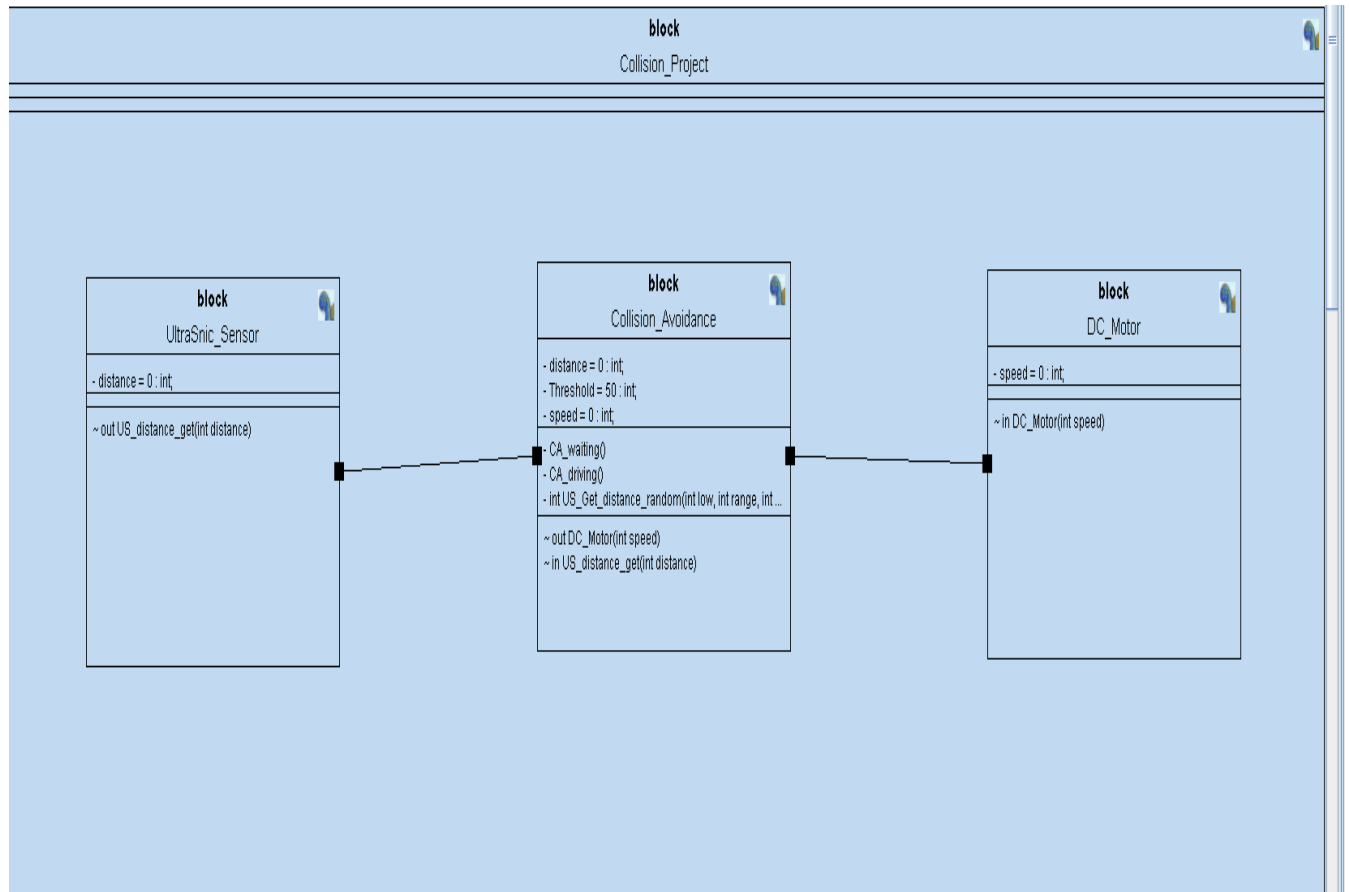 block
Collision_Project
block
UltraSnic_Sensor
- distance = 0 : int;
~ out US_distance_get(int distance)
block
Collision_Avoidance
- distance = 0 : int;
- Threshold = 50 : int;
- speed = 0 : int;
- CA_waiting()
- CA_driving()
- int US_Get_distance_random(int low, int range, int ...
~ out DC_Motor(int speed)
~ in US_distance_get(int distance)
block
DC_Motor
- speed = 0 : int;
~ in DC_Motor(int speed)